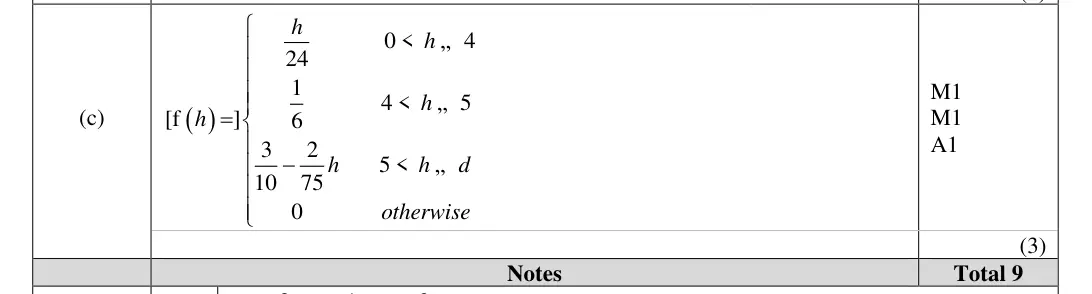 (c) [f(h)=] { h/24 0 < h ,, 4 M1
1/6 4 < h ,, 5 M1
3/10 − 2/75 h 5 < h ,, d A1
0 otherwise
(3)
Notes Total 9